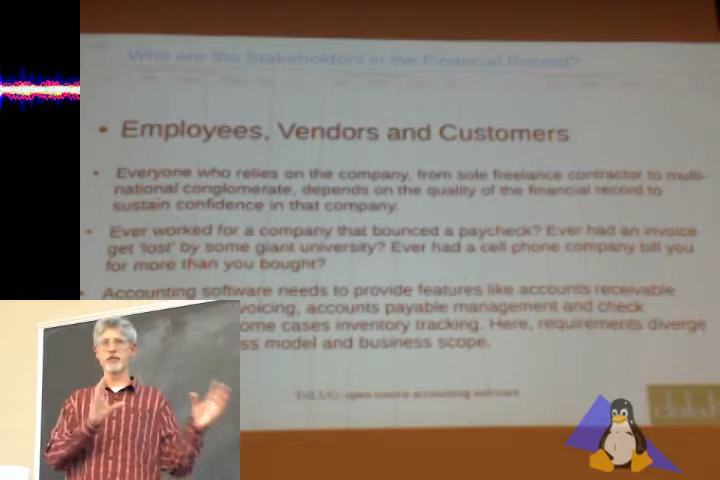 Who are the Stakeholders in the Financial Record?
• Employees, Vendors and Customers
• Everyone who relies on the company, from sole freelance contractor to multi-
national conglomerate, depends on the quality of the financial record to
sustain confidence in that company.
• Ever worked for a company that bounced a paycheck? Ever had an invoice
get 'lost' by some giant university? Ever had a cell phone company bill you
for more than you bought?
• Accounting software needs to provide features like accounts receivable
voicing, accounts payable management and check
ome cases inventory tracking. Here, requirements diverge
ss model and business scope.
TriLUG: open source accounting software